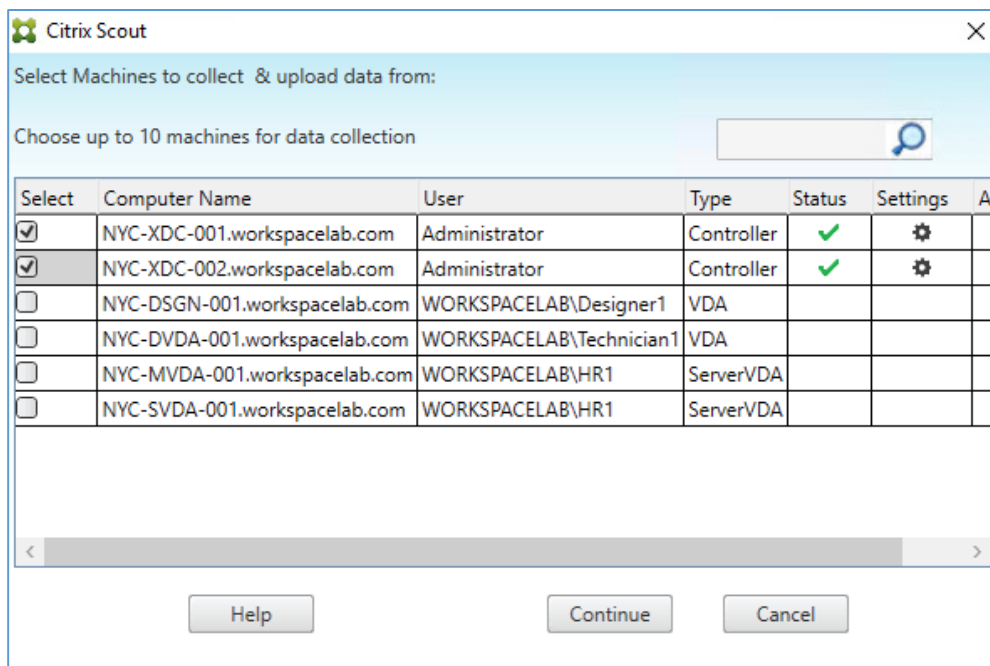 Citrix Scout
Select Machines to collect & upload data from:
Choose up to 10 machines for data collection
Select Computer Name User Type Status Settings A
NYC-XDC-001.workspacelab.com Administrator Controller
NYC-XDC-002.workspacelab.com Administrator Controller
NYC-DSGN-001.workspacelab.com WORKSPACELAB\Designer1 VDA
NYC-DVDA-001.workspacelab.com WORKSPACELAB\Technician1 VDA
NYC-MVDA-001.workspacelab.com WORKSPACELAB\HR1 ServerVDA
NYC-SVDA-001.workspacelab.com WORKSPACELAB\HR1 ServerVDA
Help Continue Cancel